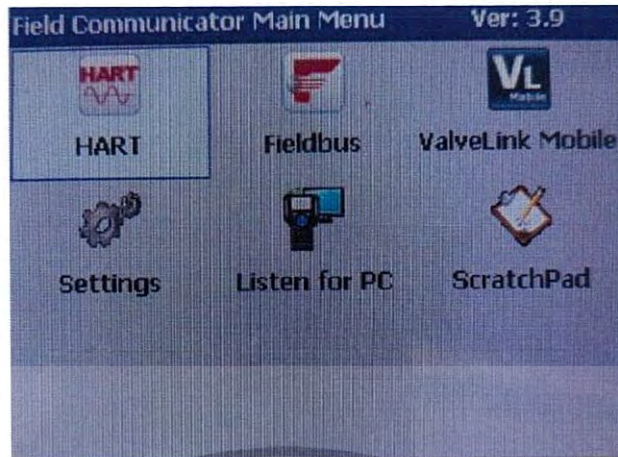 Field Communicator Main Menu Ver: 3.9
HART
VL
Mobile
HART Fieldbus ValveLink Mobile
Settings Listen for PC ScratchPad